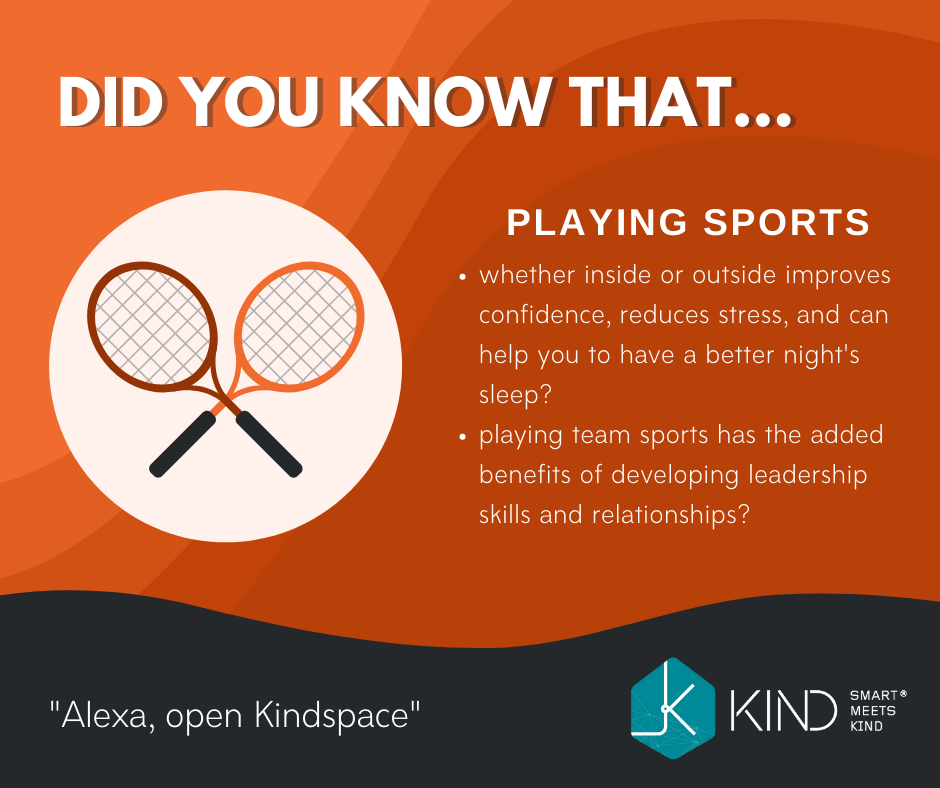 DID YOU KNOW THAT...
PLAYING SPORTS
• whether inside or outside improves
confidence, reduces stress, and can
help you to have a better night's
sleep?
• playing team sports has the added
benefits of developing leadership
skills and relationships?
"Alexa, open Kindspace"
K
KIND
SMART®
MEETS
KIND